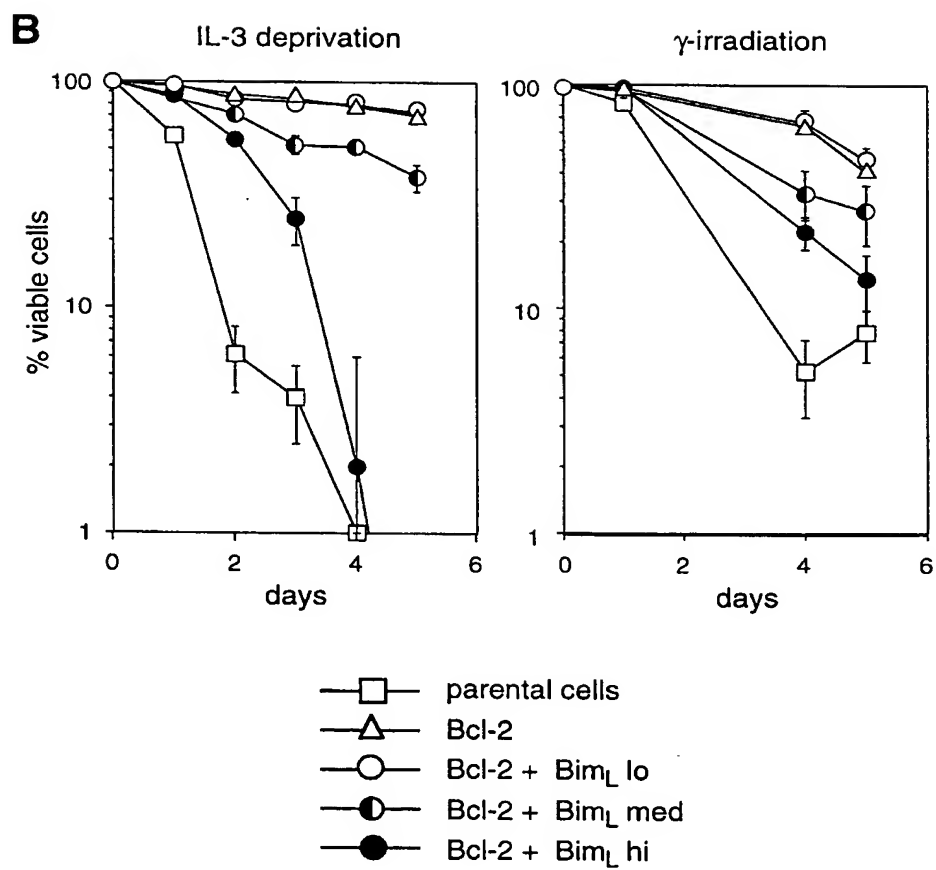 B
IL-3 deprivation
γ-irradiation
% viable cells
100
10
1
0 2 4 6
days
100
10
1
0 2 4 6
days
parental cells
Bcl-2
Bcl-2 + BimL lo
Bcl-2 + BimL med
Bcl-2 + BimL hi